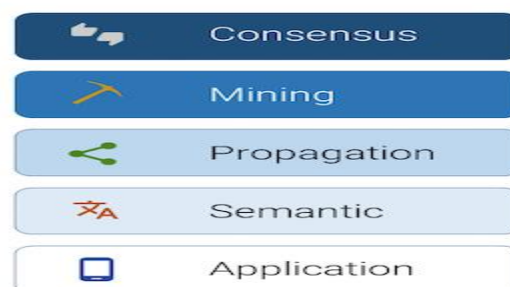 Consensus
Mining
Propagation
Semantic
Application